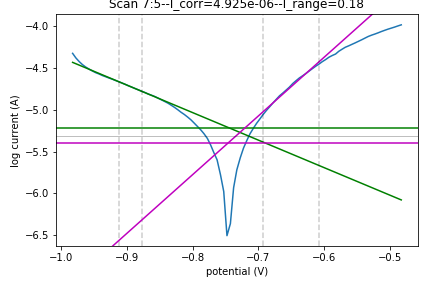 Scan 7:5--I_corr=4.925e-06--I_range=0.18
−4.0
−4.5
−5.0
−5.5
−6.0
−6.5
log current (A)
−1.0 −0.9 −0.8 −0.7 −0.6 −0.5
potential (V)